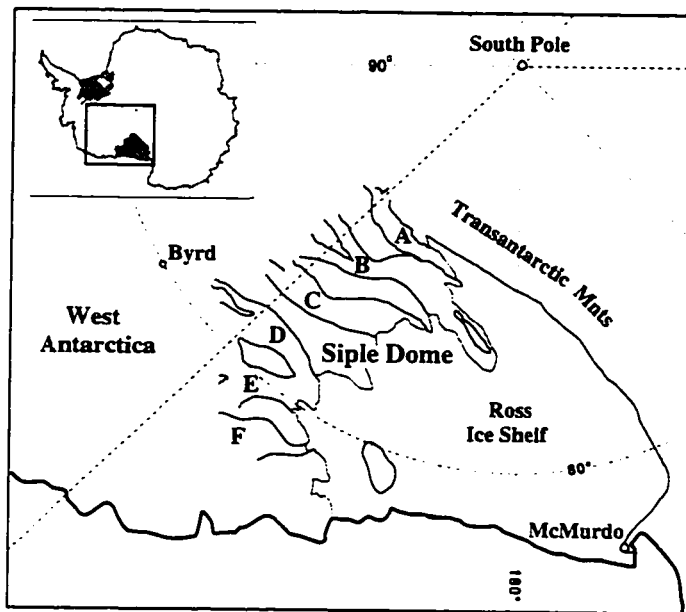 South Pole
90°
Transantarctic Mnts
A
B
Byrd
C
West
Antarctica
D
Siple Dome
E
Ross
Ice Shelf
F
80°
McMurdo
180°